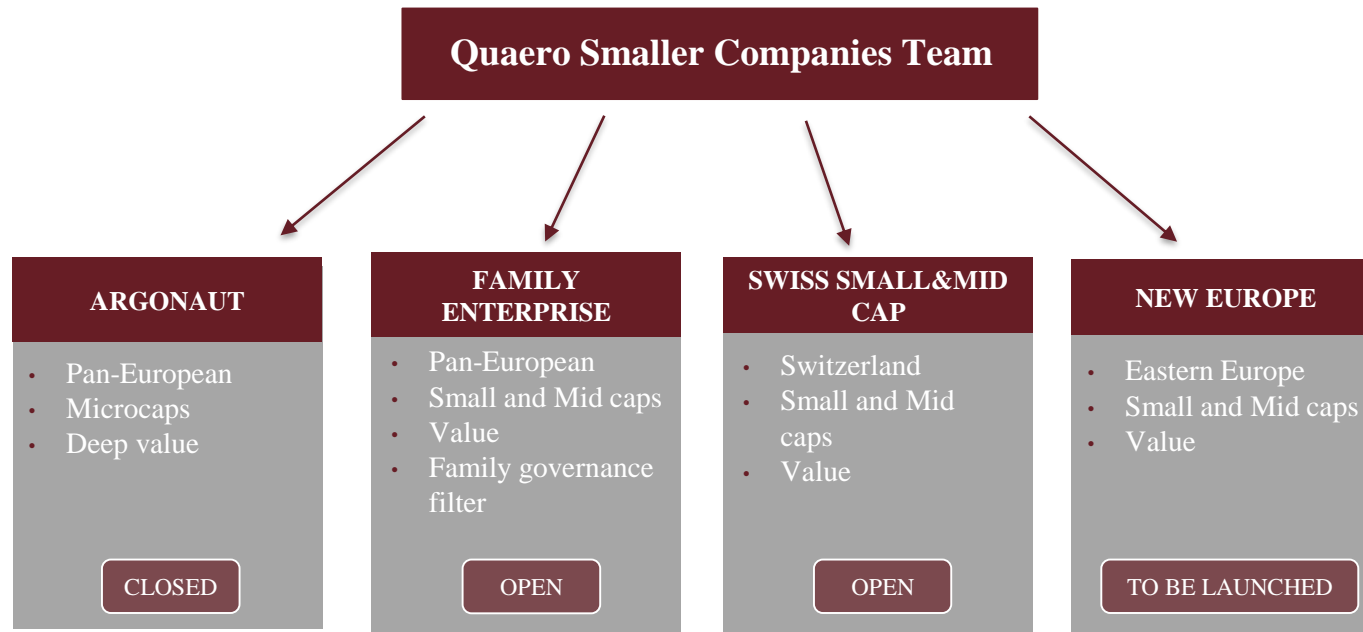 Quaero Smaller Companies Team
ARGONAUT
• Pan-European
• Microcaps
• Deep value
CLOSED
FAMILY
ENTERPRISE
• Pan-European
• Small and Mid caps
• Value
• Family governance
filter
OPEN
SWISS SMALL&MID
CAP
• Switzerland
• Small and Mid
caps
• Value
OPEN
NEW EUROPE
• Eastern Europe
• Small and Mid caps
• Value
TO BE LAUNCHED